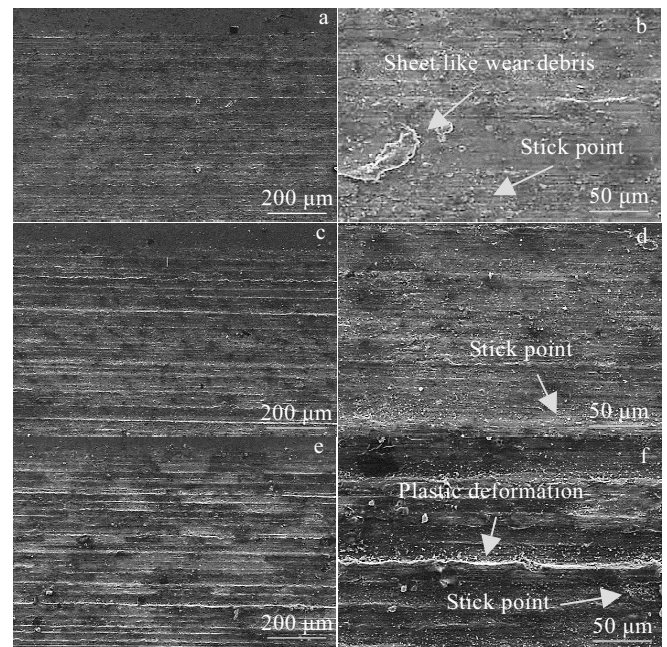 a
200 μm
b
Sheet like wear debris
Stick point
50 μm
c
200 μm
d
Stick point
50 μm
e
200 μm
f
Plastic deformation
Stick point
50 μm